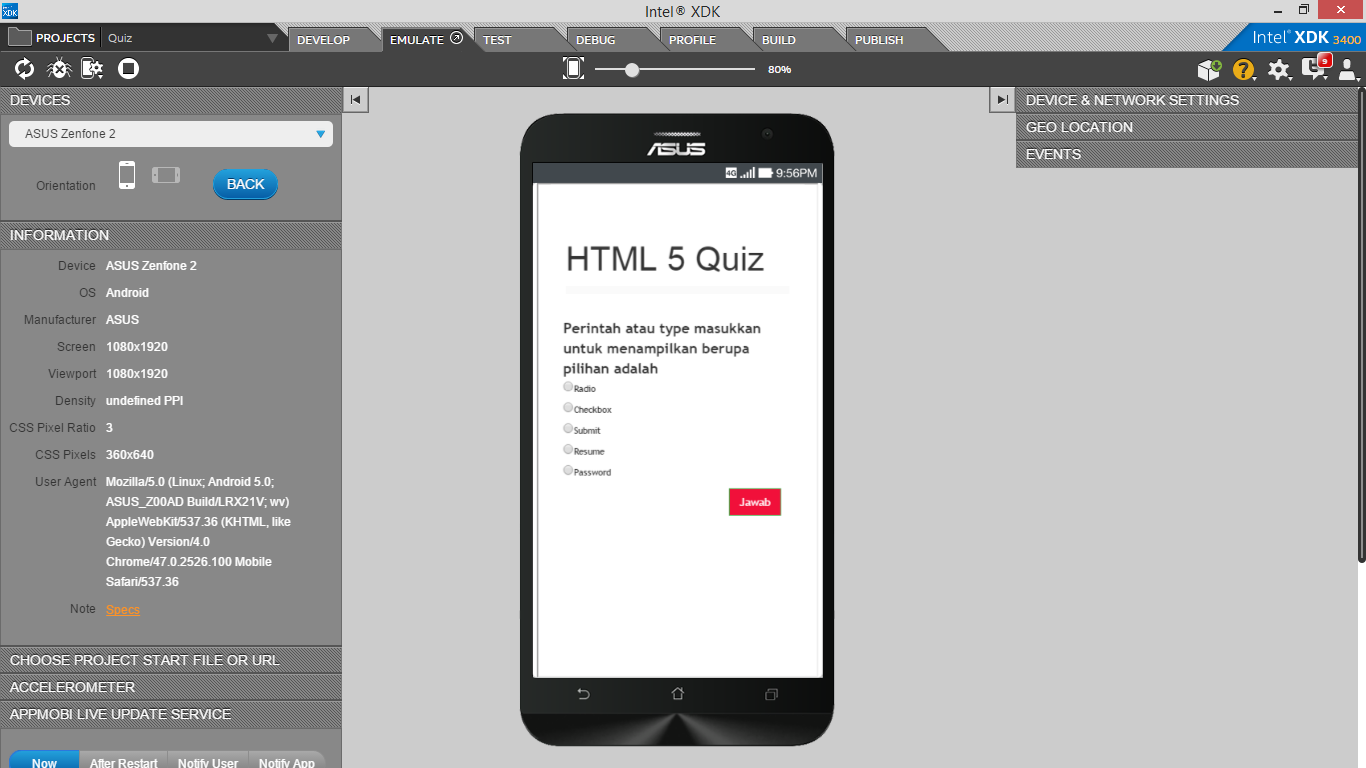 Intel® XDK
XDK
PROJECTS Quiz
DEVELOP EMULATE TEST DEBUG PROFILE BUILD PUBLISH
Intel® XDK 3400
80%
9
DEVICES
ASUS Zenfone 2
Orientation
BACK
INFORMATION
Device ASUS Zenfone 2
OS Android
Manufacturer ASUS
Screen 1080x1920
Viewport 1080x1920
Density undefined PPI
CSS Pixel Ratio 3
CSS Pixels 360x640
User Agent Mozilla/5.0 (Linux; Android 5.0;
ASUS_Z00AD Build/LRX21V; wv)
AppleWebKit/537.36 (KHTML, like
Gecko) Version/4.0
Chrome/47.0.2526.100 Mobile
Safari/537.36
Note Specs
CHOOSE PROJECT START FILE OR URL
ACCELEROMETER
APPMOBI LIVE UPDATE SERVICE
Now After Restart Notify User Notify App
ASUS
4G 9:56PM
HTML 5 Quiz
Perintah atau type masukkan
untuk menampilkan berupa
pilihan adalah
Radio
Checkbox
Submit
Resume
Password
Jawab
DEVICE & NETWORK SETTINGS
GEO LOCATION
EVENTS